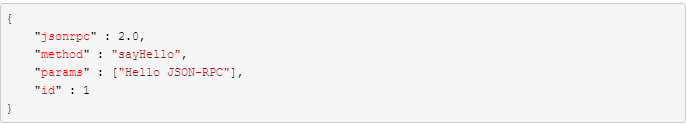 {
    "jsonrpc" : 2.0,
    "method" : "sayHello",
    "params" : ["Hello JSON-RPC"],
    "id" : 1
}